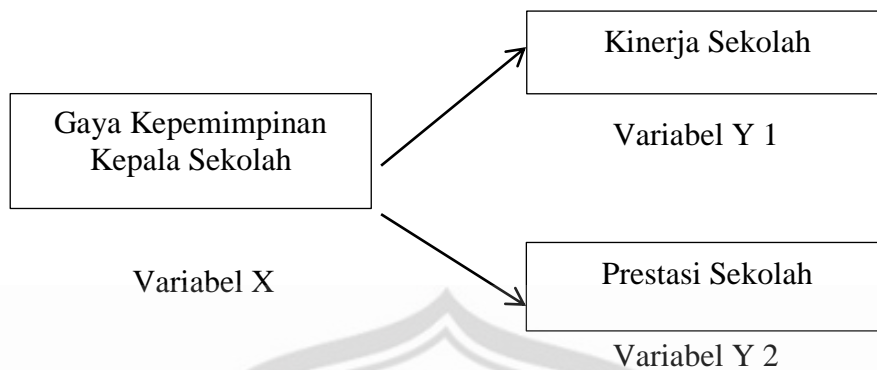 Gaya Kepemimpinan
Kepala Sekolah
Variabel X
Kinerja Sekolah
Variabel Y 1
Prestasi Sekolah
Variabel Y 2